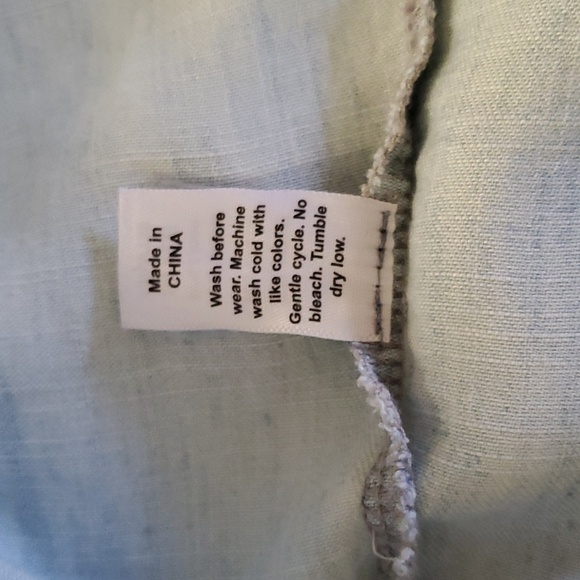 Made in
CHINA
Wash before
wear. Machine
wash cold with
like colors.
Gentle cycle. No
bleach. Tumble
dry low.